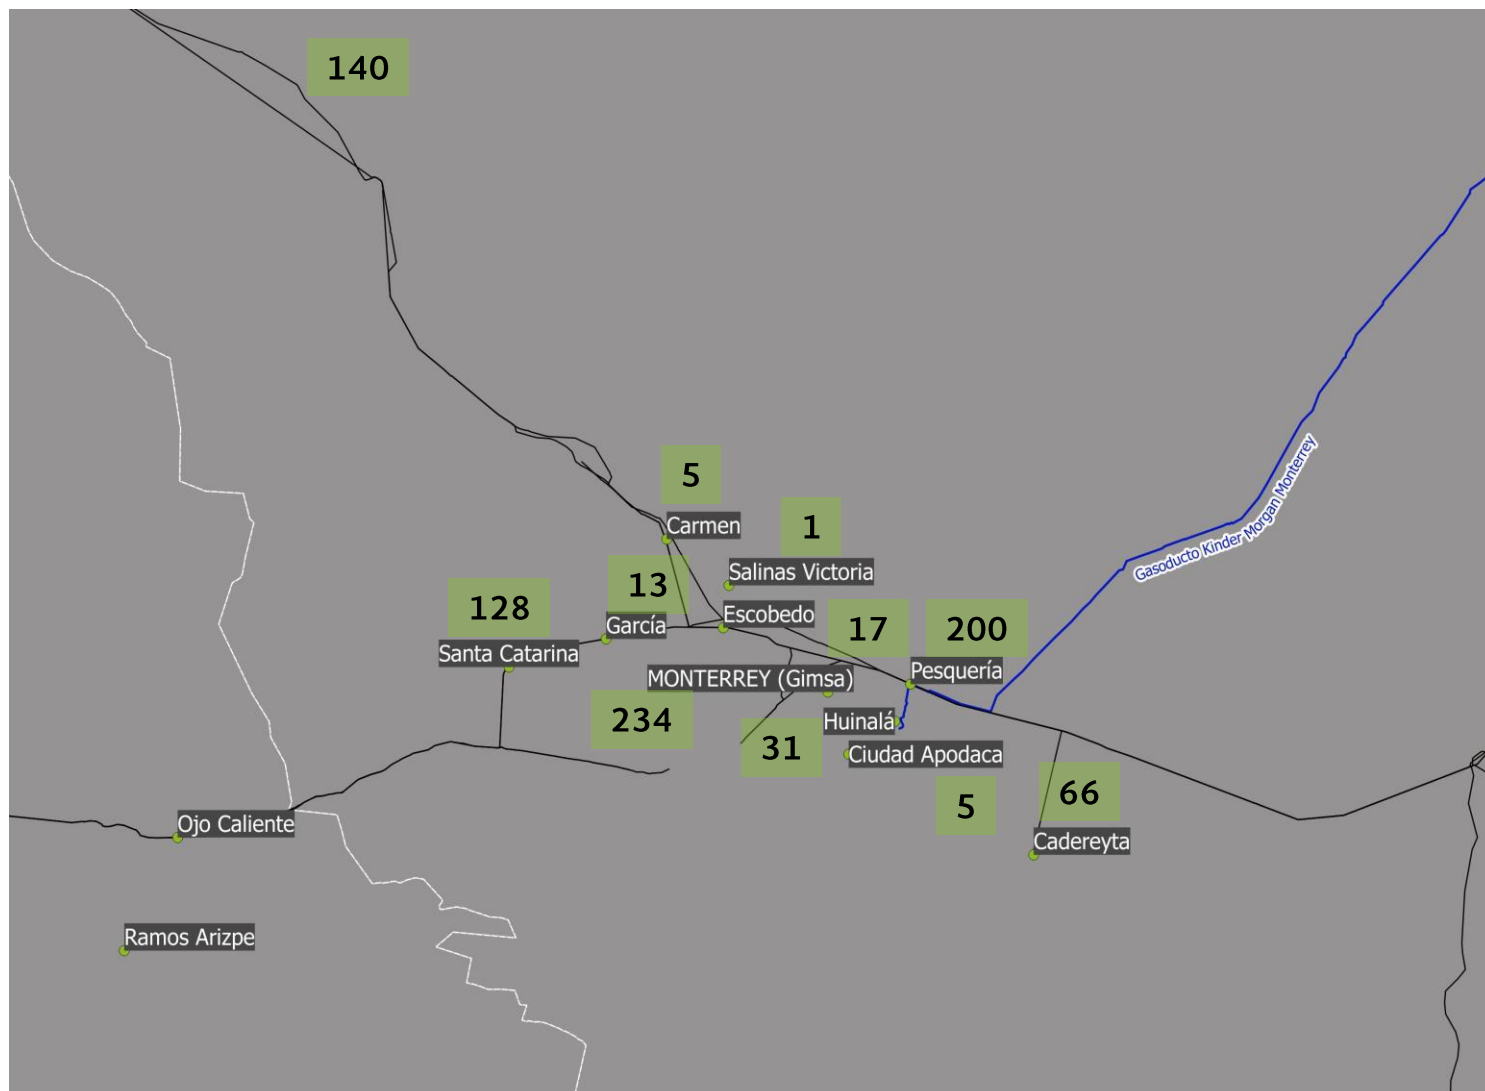 140
5
Carmen
1
Salinas Victoria
13
128
Escobedo
García
17
200
Santa Catarina
Pesquería
MONTERREY (Gimsa)
234
Huinalá
31
Ciudad Apodaca
5
66
Ojo Caliente
Cadereyta
Ramos Arizpe
Gasoducto Kinder Morgan Monterrey